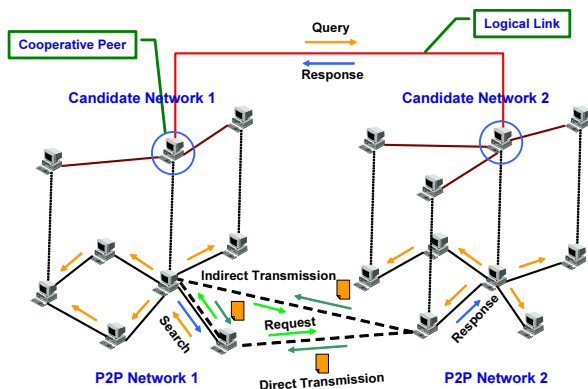 Query
Logical Link
Cooperative Peer
Response
Candidate Network 1
Candidate Network 2
Indirect Transmission
Request
Search
Response
P2P Network 1
Direct Transmission
P2P Network 2